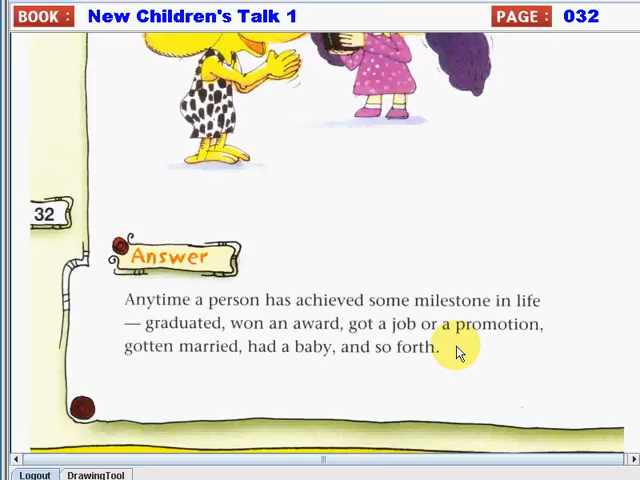 BOOK : New Children's Talk 1 PAGE : 032
32
Answer
Anytime a person has achieved some milestone in life
— graduated, won an award, got a job or a promotion,
gotten married, had a baby, and so forth.
Logout DrawingTool